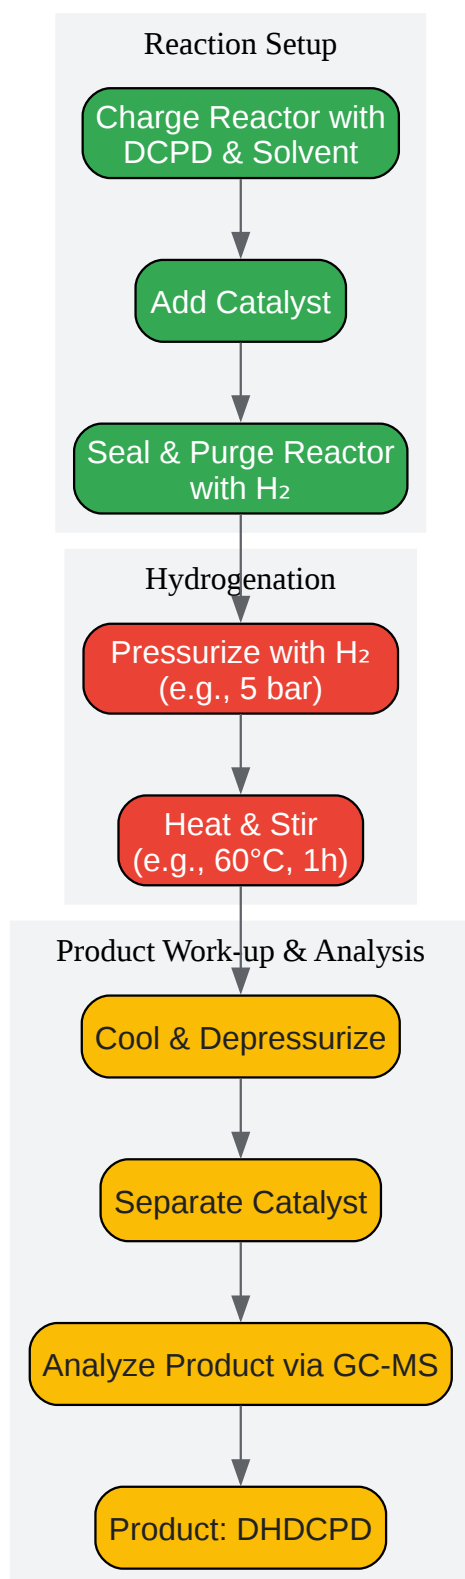 Reaction Setup
Charge Reactor with
DCPD & Solvent
Add Catalyst
Seal & Purge Reactor
with H₂
Hydrogenation
Pressurize with H₂
(e.g., 5 bar)
Heat & Stir
(e.g., 60°C, 1h)
Product Work-up & Analysis
Cool & Depressurize
Separate Catalyst
Analyze Product via GC-MS
Product: DHDCPD